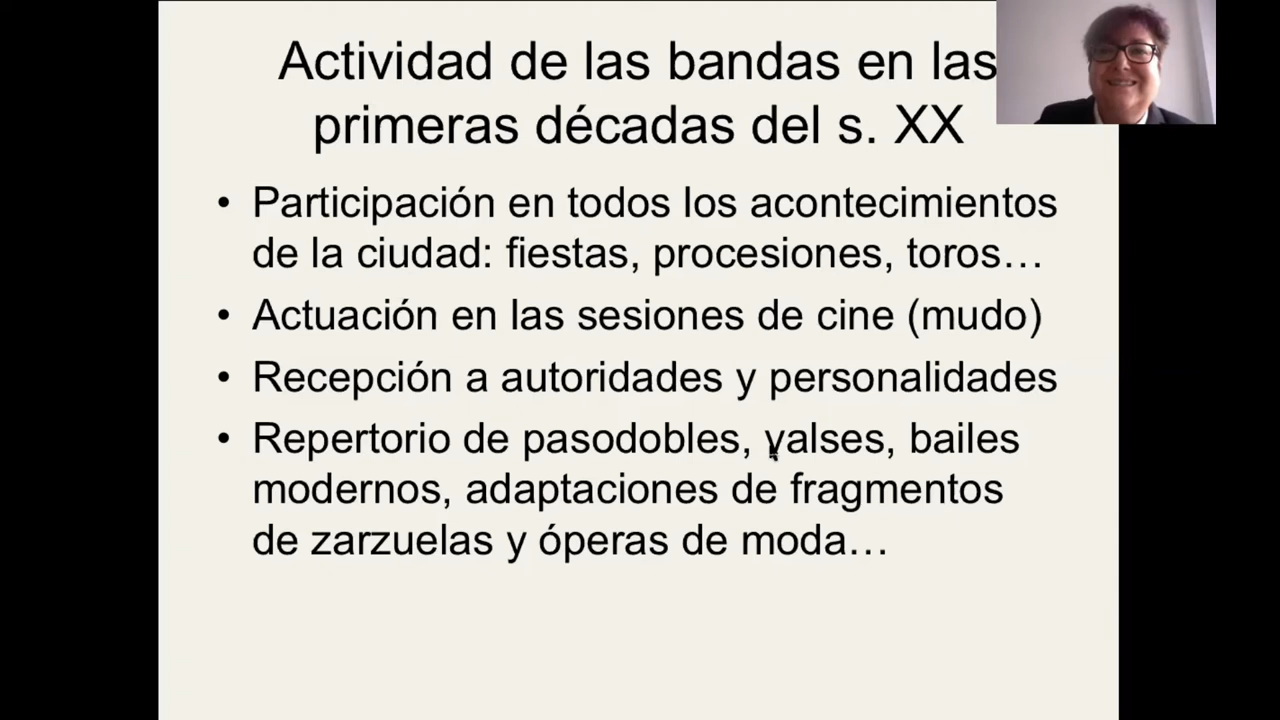 Actividad de las bandas en las
primeras décadas del s. XX
• Participación en todos los acontecimientos
de la ciudad: fiestas, procesiones, toros…
• Actuación en las sesiones de cine (mudo)
• Recepción a autoridades y personalidades
• Repertorio de pasodobles, valses, bailes
modernos, adaptaciones de fragmentos
de zarzuelas y óperas de moda…